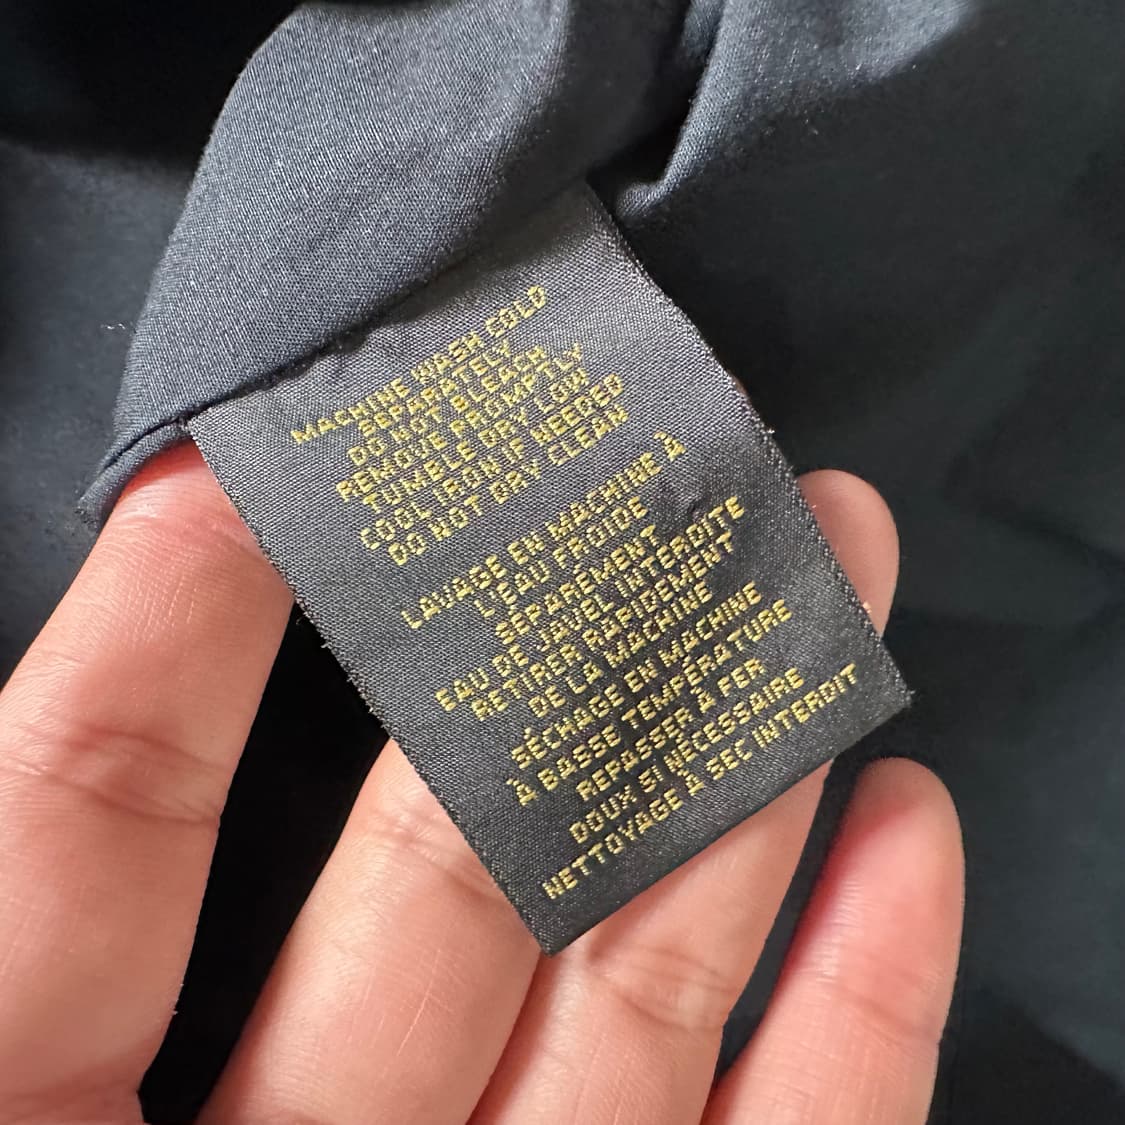 MACHINE WASH COLD
SEPARATELY
DO NOT BLEACH
REMOVE PROMPTLY
TUMBLE DRY LOW
COOL IRON IF NEEDED
DO NOT DRY CLEAN
LAVAGE EN MACHINE À
L'EAU FROIDE
SÉPARÉMENT
EAU DE JAVEL INTERDITE
RETIRER RAPIDEMENT
DE LA MACHINE
SÉCHAGE EN MACHINE
À BASSE TEMPÉRATURE
REPASSER À FER
DOUX SI NÉCESSAIRE
NETTOYAGE À SEC INTERDIT